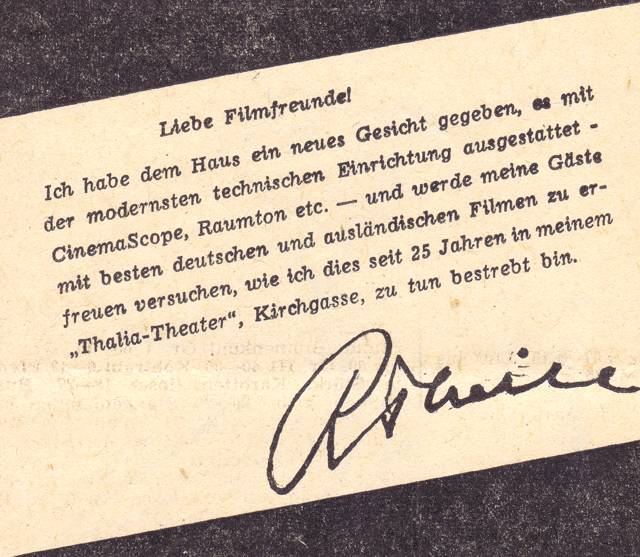 Liebe Filmfreunde!
Ich habe dem Haus ein neues Gesicht gegeben, es mit
der modernsten technischen Einrichtung ausgestattet -
CinemaScope, Raumton etc. — und werde meine Gäste
mit besten deutschen und ausländischen Filmen zu er-
freuen versuchen, wie ich dies seit 25 Jahren in meinem
„Thalia-Theater“, Kirchgasse, zu tun bestrebt bin.